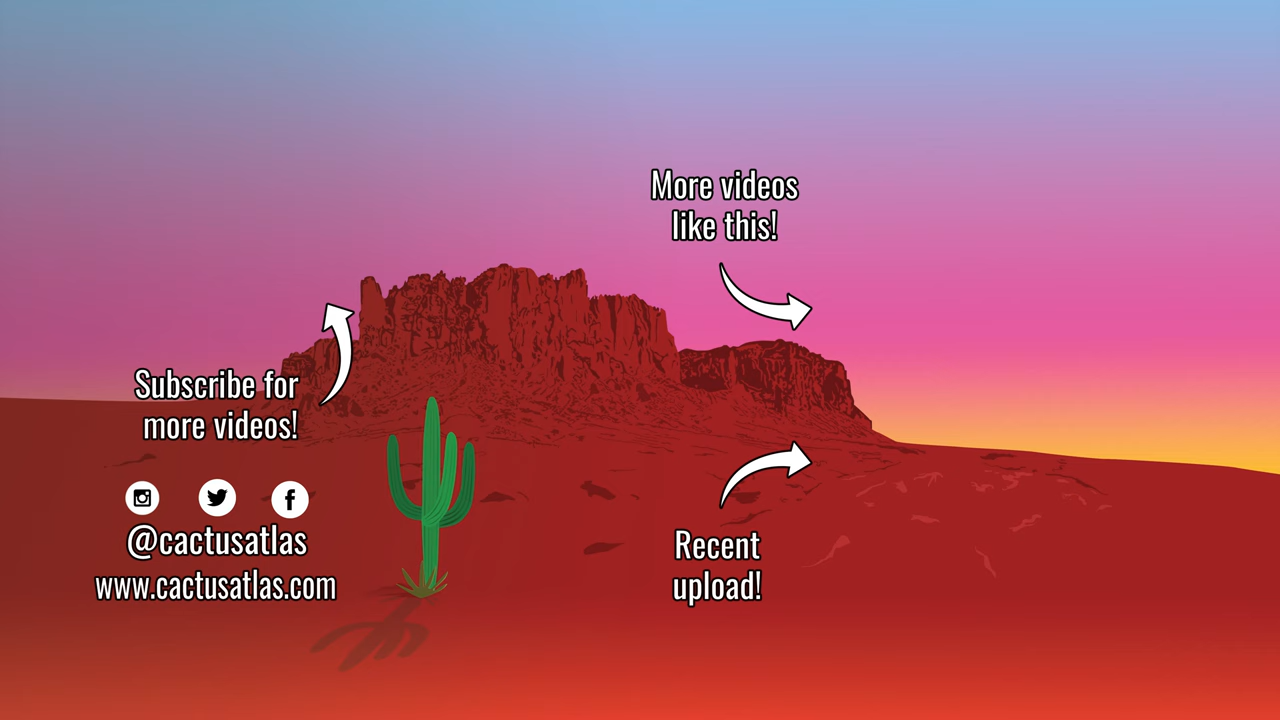 More videos
like this!
Subscribe for
more videos!
@cactusatlas
www.cactusatlas.com
Recent
upload!